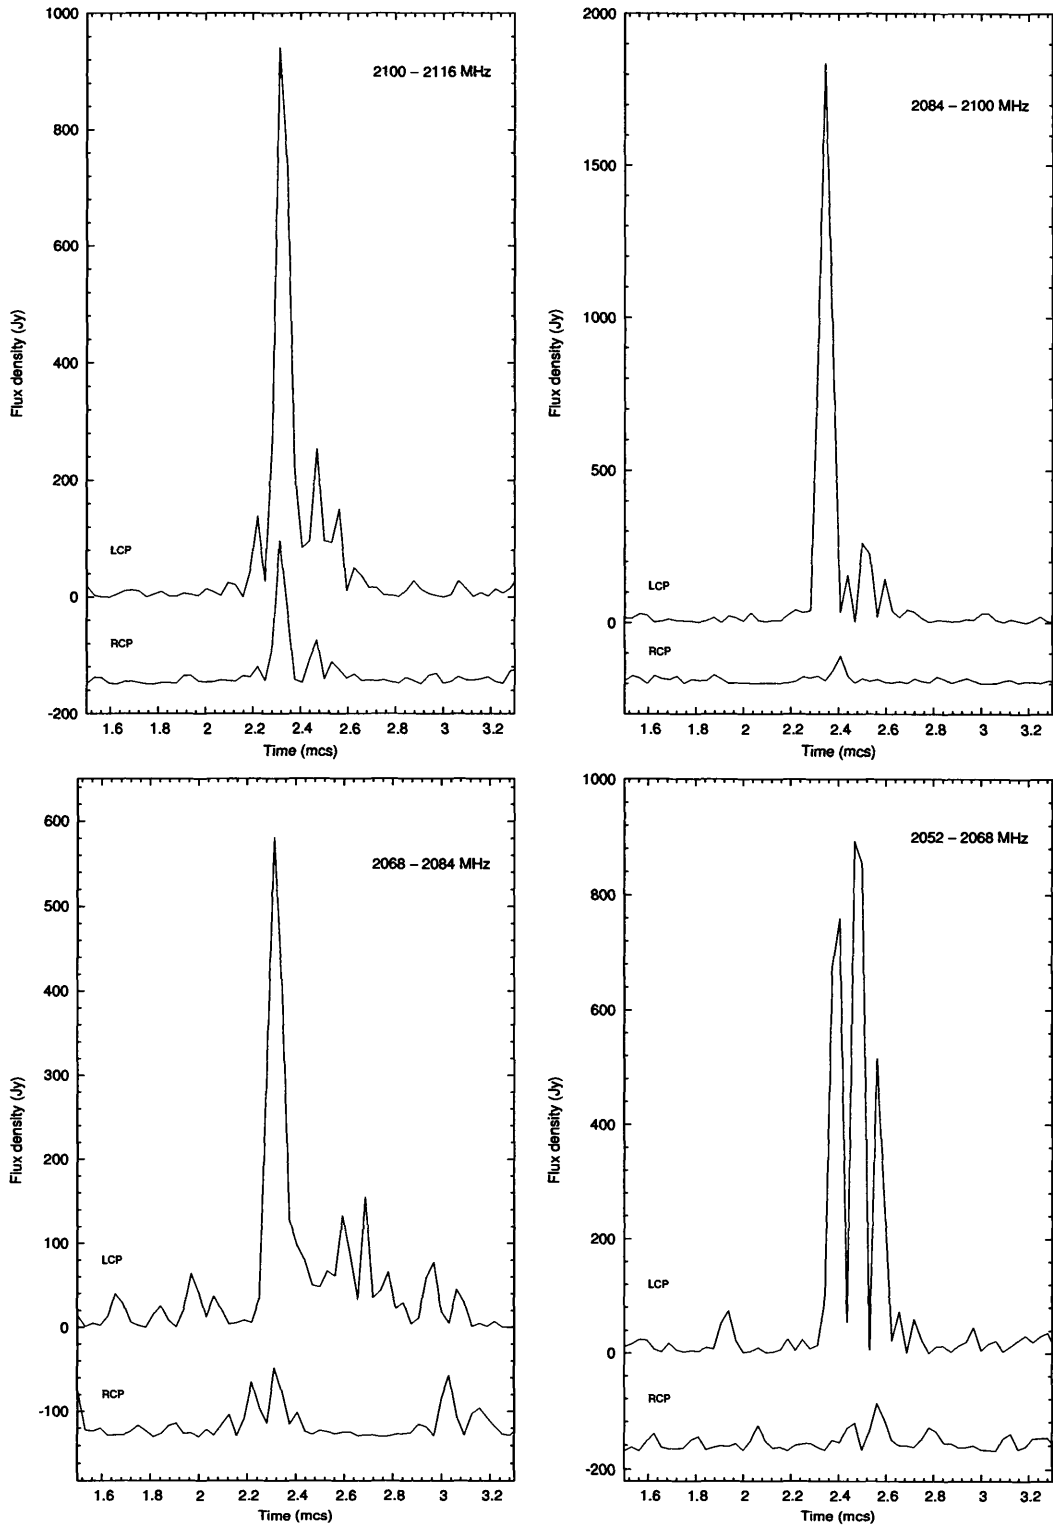 1000
2100 – 2116 MHz
800
600
Flux density (Jy)
400
200
LCP
0
RCP
-200
1.6 1.8 2 2.2 2.4 2.6 2.8 3 3.2
Time (mcs)
2000
2084 – 2100 MHz
1500
1000
Flux density (Jy)
500
LCP
0
RCP
1.6 1.8 2 2.2 2.4 2.6 2.8 3 3.2
Time (mcs)
600
2068 – 2084 MHz
500
400
300
Flux density (Jy)
200
100
LCP
0
RCP
-100
1.6 1.8 2 2.2 2.4 2.6 2.8 3 3.2
Time (mcs)
1000
2052 – 2068 MHz
800
600
Flux density (Jy)
400
200
LCP
0
RCP
-200
1.6 1.8 2 2.2 2.4 2.6 2.8 3 3.2
Time (mcs)